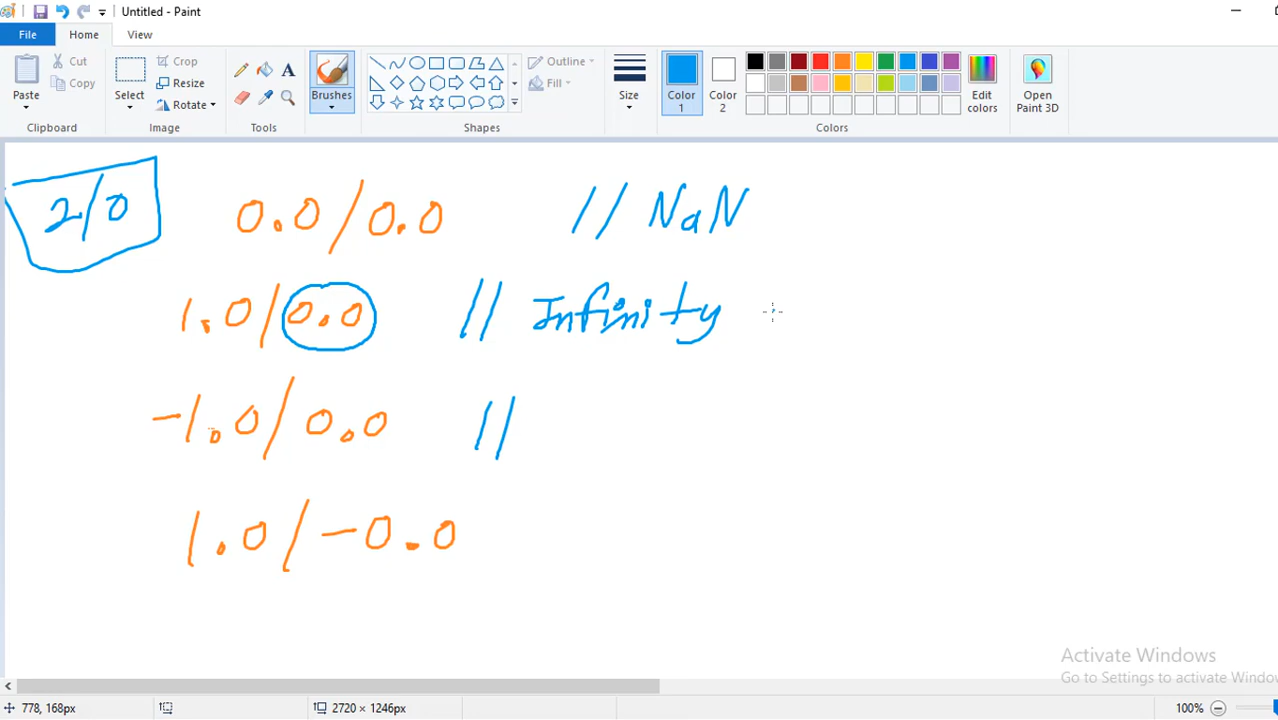 Untitled - Paint
File Home View
Paste Cut Copy
Clipboard
Select Crop Resize Rotate
Image
Tools
Brushes
Shapes
Outline Fill
Size
Color 1 Color 2
Edit colors
Colors
Open Paint 3D
2/0 0.0/0.0 // NaN
1.0/0.0 // Infinity
-1.0/0.0 //
1.0/-0.0
Activate Windows
Go to Settings to activate Windows
778, 168px 2720 × 1246px 100%